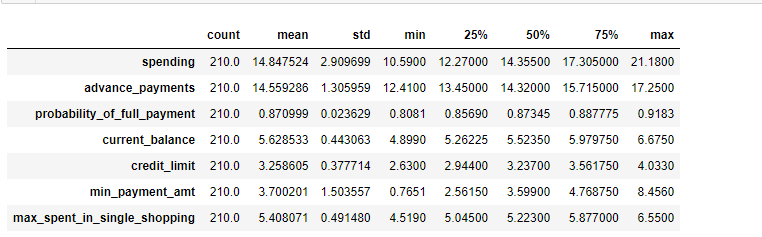 count mean std min 25% 50% 75% max
spending 210.0 14.847524 2.909699 10.5900 12.27000 14.35500 17.305000 21.1800
advance_payments 210.0 14.559286 1.305959 12.4100 13.45000 14.32000 15.715000 17.2500
probability_of_full_payment 210.0 0.870999 0.023629 0.8081 0.85690 0.87345 0.887775 0.9183
current_balance 210.0 5.628533 0.443063 4.8990 5.26225 5.52350 5.979750 6.6750
credit_limit 210.0 3.258605 0.377714 2.6300 2.94400 3.23700 3.561750 4.0330
min_payment_amt 210.0 3.700201 1.503557 0.7651 2.56150 3.59900 4.768750 8.4560
max_spent_in_single_shopping 210.0 5.408071 0.491480 4.5190 5.04500 5.22300 5.877000 6.5500